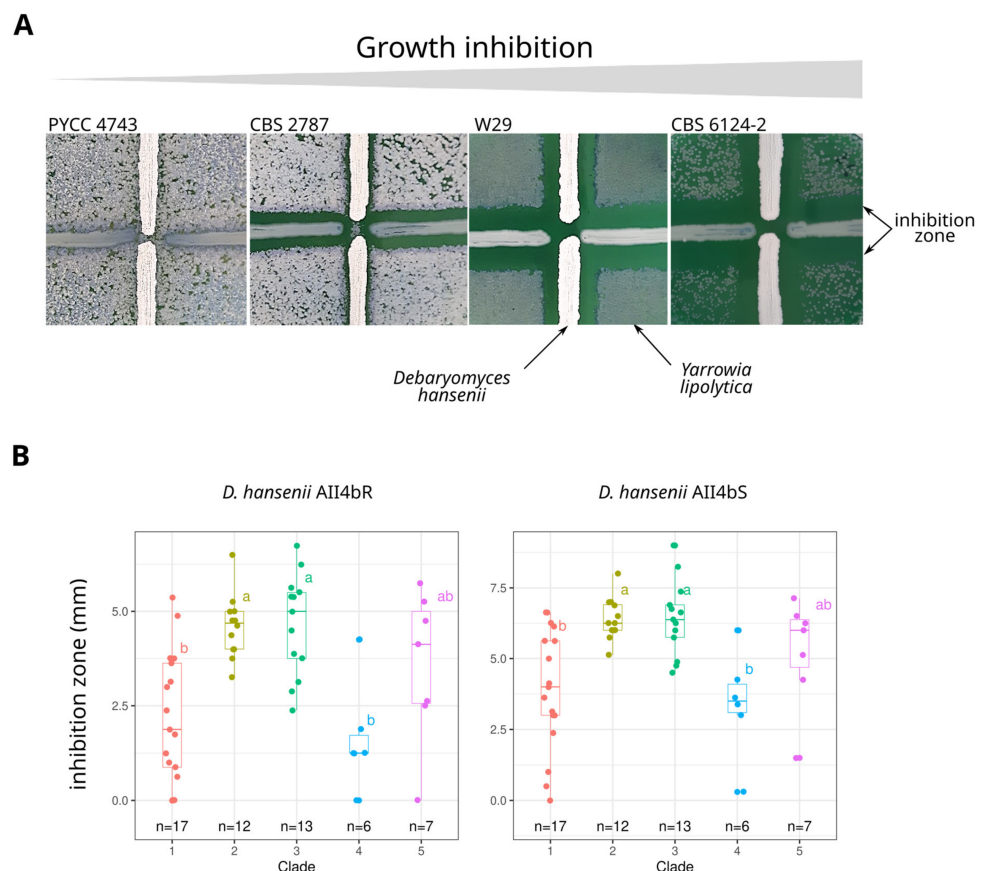 A
Growth inhibition
PYCC 4743
CBS 2787
W29
CBS 6124-2
inhibition
zone
Debaryomyces
hansenii
Yarrowia
lipolytica
B
D. hansenii AII4bR
D. hansenii AII4bS
inhibition zone (mm)
5.0
2.5
0.0
b
a
a
b
ab
n=17
n=12
n=13
n=6
n=7
1
2
3
4
5
Clade
7.5
5.0
2.5
0.0
b
a
a
b
ab
n=17
n=12
n=13
n=6
n=7
1
2
3
4
5
Clade